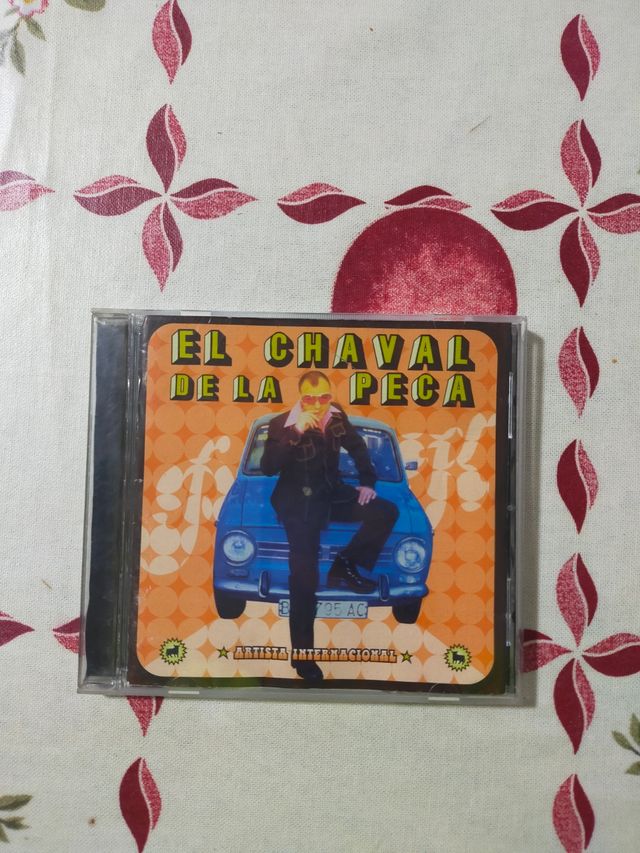 EL CHAVAL
DE LA PECA
ARTISTA INTERNACIONAL